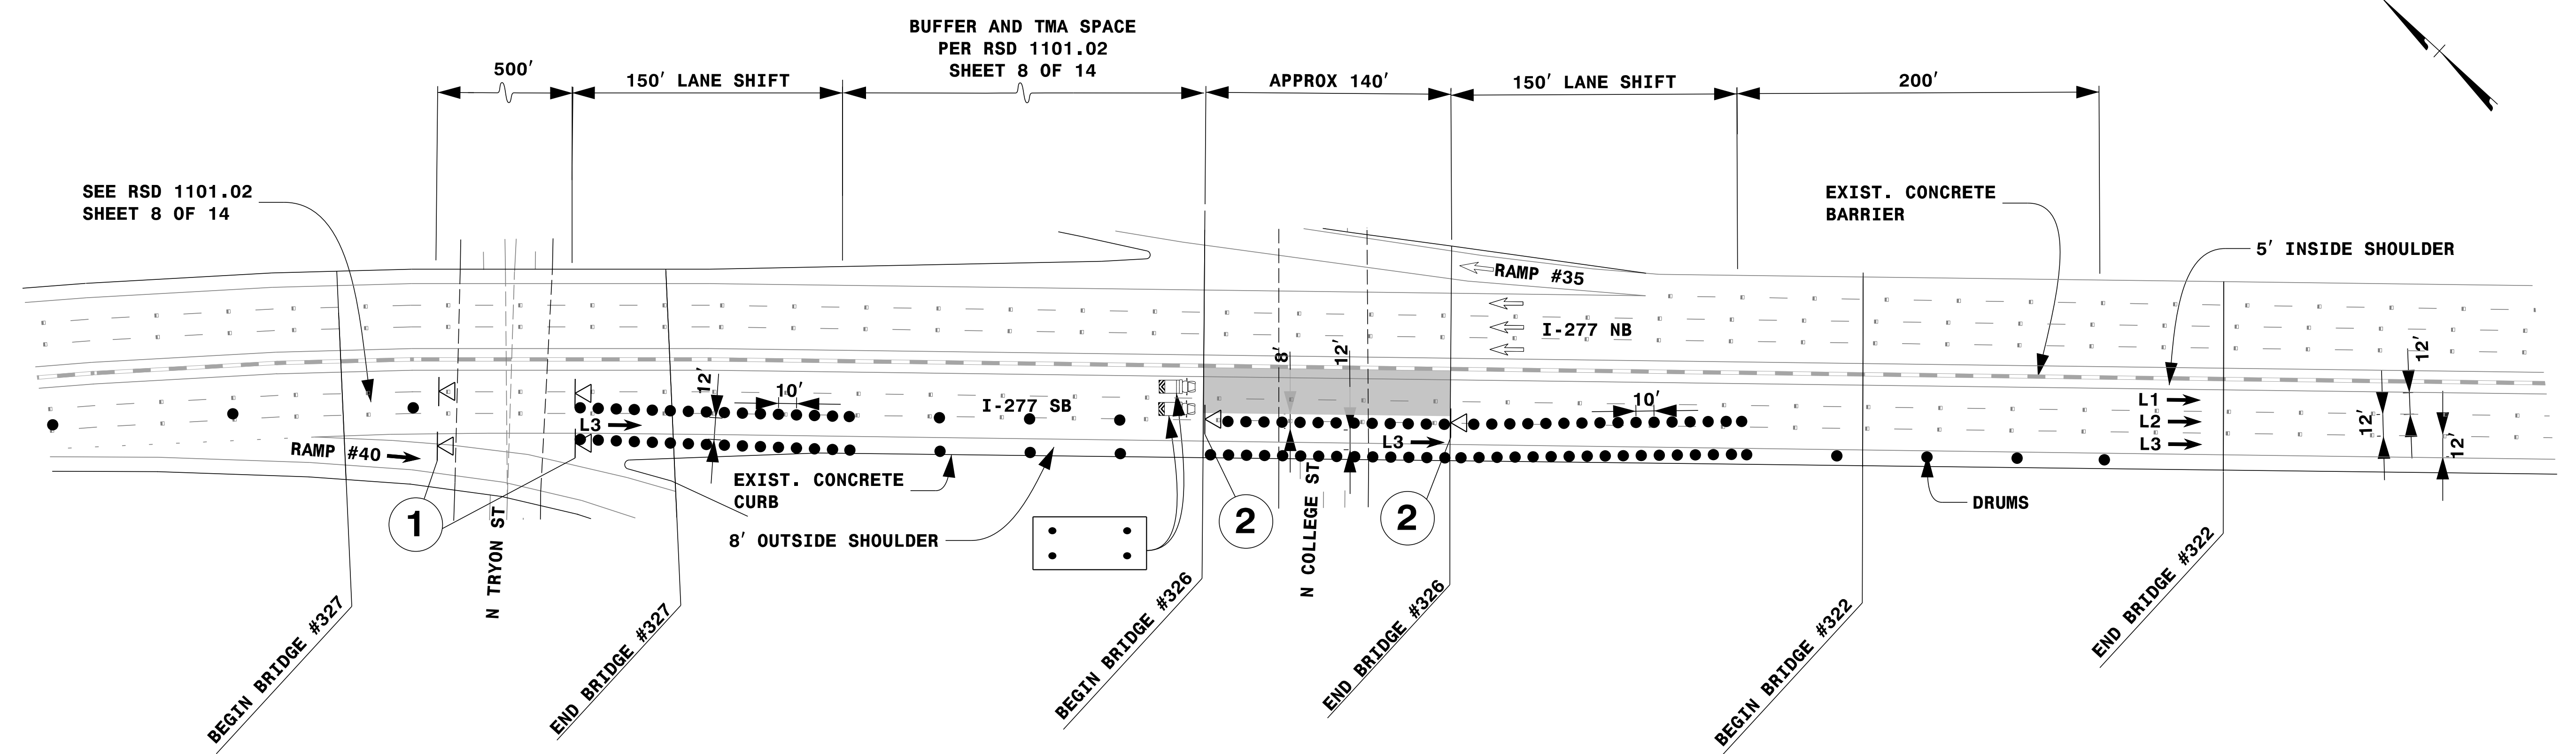 BUFFER AND TMA SPACE
PER RSD 1101.02
SHEET 8 OF 14
500'
150' LANE SHIFT
APPROX 140'
150' LANE SHIFT
200'
SEE RSD 1101.02
SHEET 8 OF 14
EXIST. CONCRETE
BARRIER
5' INSIDE SHOULDER
RAMP #35
I-277 NB
8'
12'
12'
12'
10'
I-277 SB
10'
L1
L2
L3
12'
12'
L3
L3
RAMP #40
EXIST. CONCRETE
CURB
8' OUTSIDE SHOULDER
DRUMS
1
2
2
N TRYON ST
N COLLEGE ST
BEGIN BRIDGE #327
END BRIDGE #327
BEGIN BRIDGE #326
END BRIDGE #326
BEGIN BRIDGE #322
END BRIDGE #322